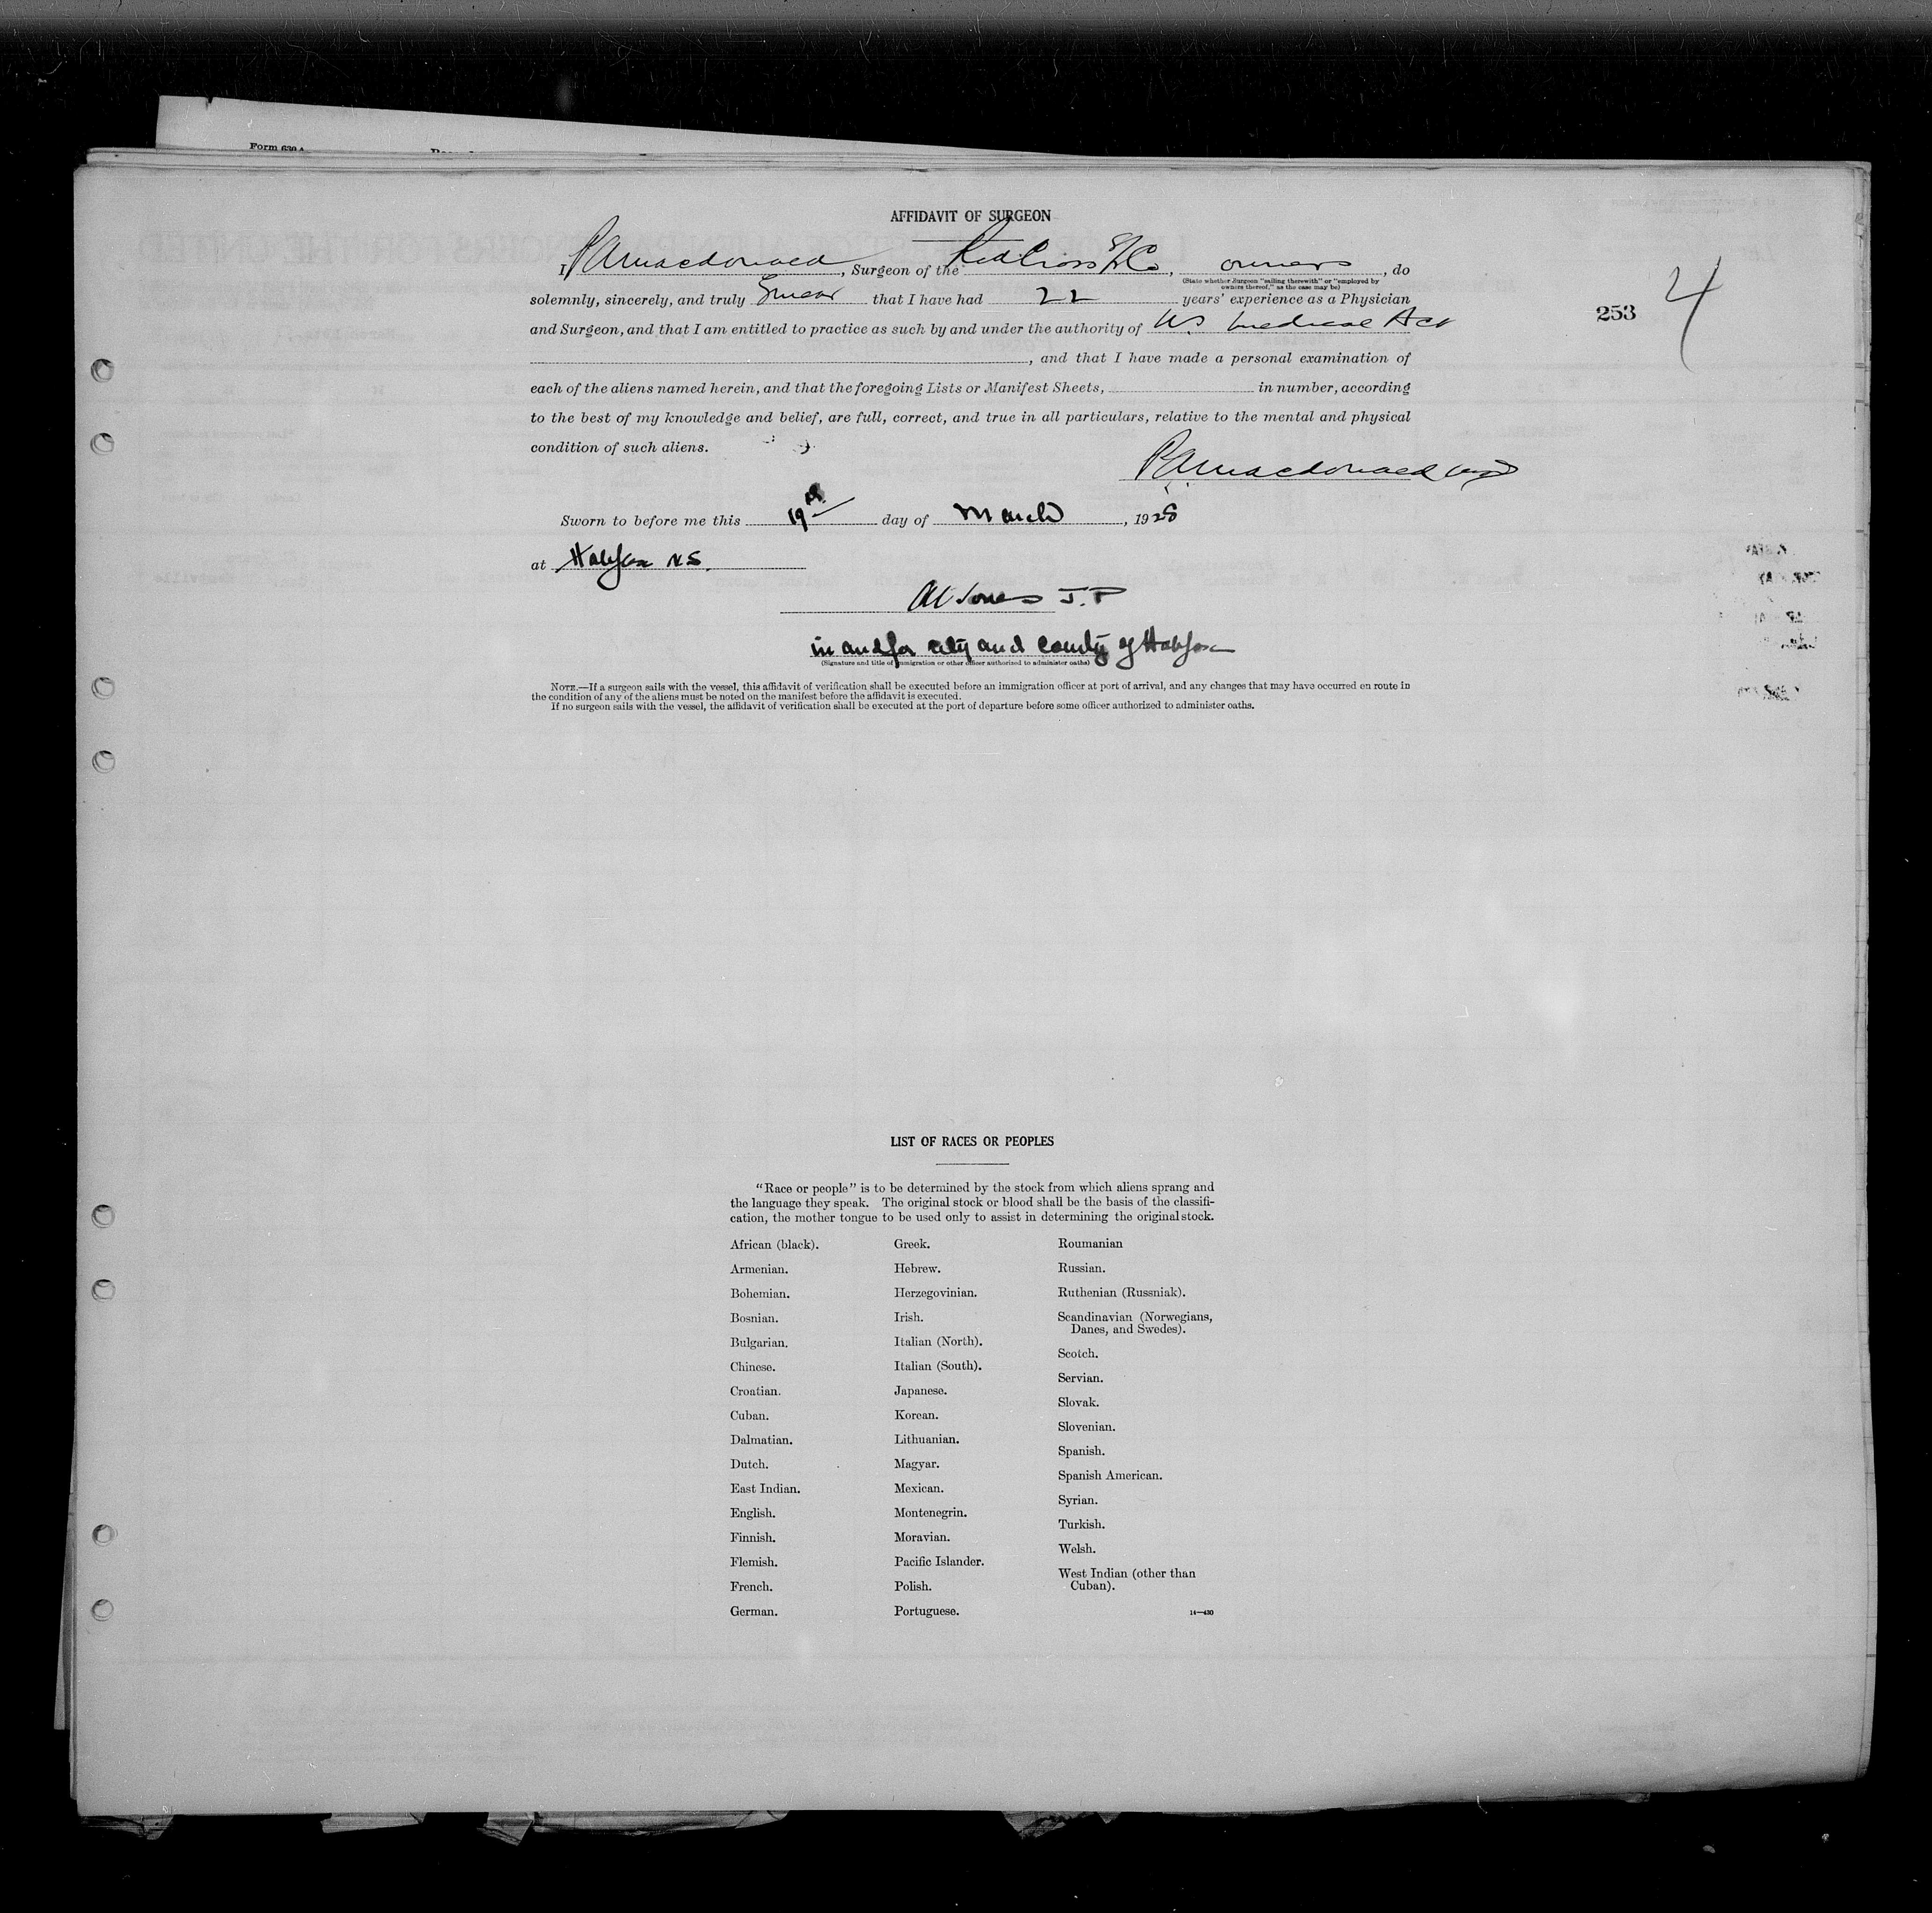 Form 630 A
AFFIDAVIT OF SURGEON
I PA Macdonald, Surgeon of the Red Cross S/S Co, owners, do
(State whether Surgeon "sailing therewith" or "employed by
owners thereof," as the case may be)
solemnly, sincerely, and truly swear that I have had 22 years' experience as a Physician
253 4
and Surgeon, and that I am entitled to practice as such by and under the authority of NS Medical Act
, and that I have made a personal examination of
each of the aliens named herein, and that the foregoing Lists or Manifest Sheets, in number, according
to the best of my knowledge and belief, are full, correct, and true in all particulars, relative to the mental and physical
condition of such aliens.
PA Macdonald MD
Sworn to before me this 19th day of March, 1928
at Halifax N.S.
Jones J.P
in and for city and county of Halifax
(Signature and title of immigration or other officer authorized to administer oaths)
NOTE.—If a surgeon sails with the vessel, this affidavit of verification shall be executed before an immigration officer at port of arrival, and any changes that may have occurred en route in
the condition of any of the aliens must be noted on the manifest before the affidavit is executed.
If no surgeon sails with the vessel, the affidavit of verification shall be executed at the port of departure before some officer authorized to administer oaths.
LIST OF RACES OR PEOPLES
"Race or people" is to be determined by the stock from which aliens sprang and
the language they speak. The original stock or blood shall be the basis of the classifi-
cation, the mother tongue to be used only to assist in determining the original stock.
African (black).
Armenian.
Bohemian.
Bosnian.
Bulgarian.
Chinese.
Croatian.
Cuban.
Dalmatian.
Dutch.
East Indian.
English.
Finnish.
Flemish.
French.
German.
Greek.
Hebrew.
Herzegovinian.
Irish.
Italian (North).
Italian (South).
Japanese.
Korean.
Lithuanian.
Magyar.
Mexican.
Montenegrin.
Moravian.
Pacific Islander.
Polish.
Portuguese.
Roumanian
Russian.
Ruthenian (Russniak).
Scandinavian (Norwegians,
Danes, and Swedes).
Scotch.
Servian.
Slovak.
Slovenian.
Spanish.
Spanish American.
Syrian.
Turkish.
Welsh.
West Indian (other than
Cuban).
14—430